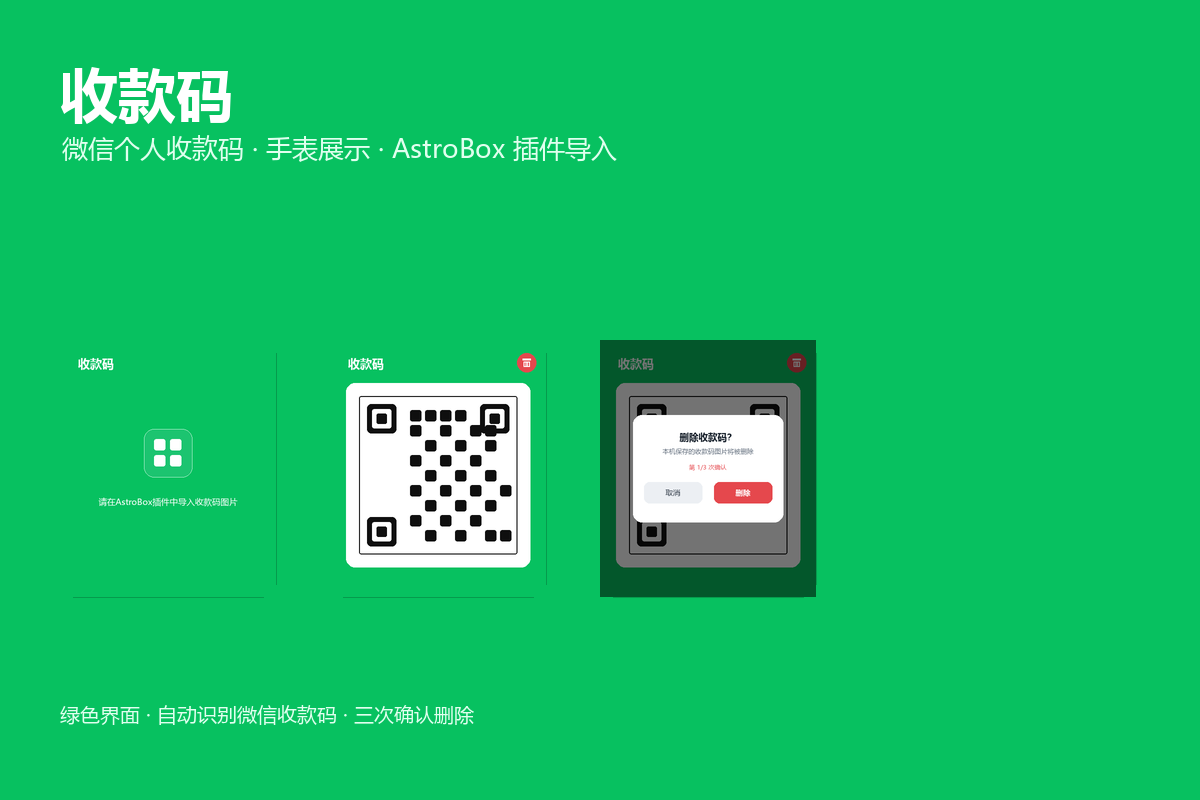 收款码
微信个人收款码 · 手表展示 · AstroBox 插件导入
收款码
请在AstroBox插件中导入收款码图片
收款码
收款码
删除收款码?
本机保存的收款码图片将被删除
第 1/3 次确认
取消
删除
绿色界面 · 自动识别微信收款码 · 三次确认删除